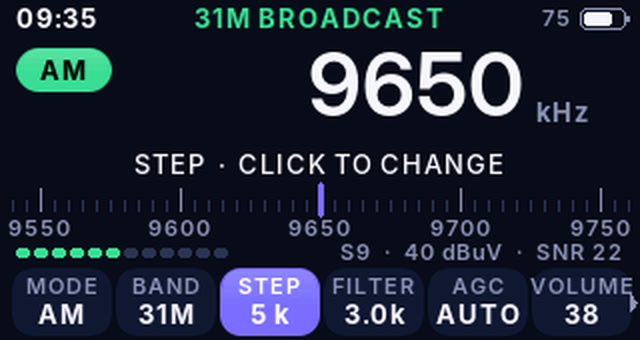 09:35 31M BROADCAST 75
AM 9650 kHz
STEP · CLICK TO CHANGE
9550 9600 9650 9700 9750
S9 · 40 dBuV · SNR 22
MODE BAND STEP FILTER AGC VOLUME
AM 31M 5 k 3.0k AUTO 38